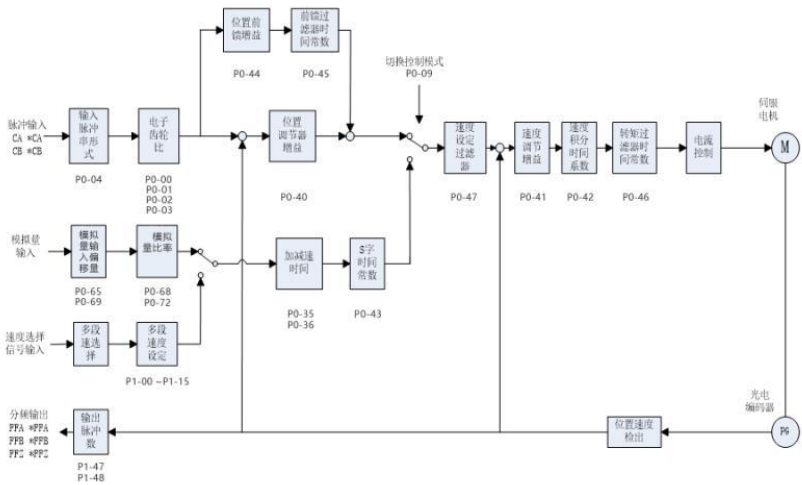 位置前
馈增益
P0-44
前馈过
滤器时
间常数
P0-45
切换控制模式
P0-09
脉冲输入
CA *CA
CB *CB
输入
脉冲
串形式
P0-04
电子
齿轮
比
P0-00
P0-01
P0-02
P0-03
位置
调节器
增益
P0-40
速度
设定
过滤
器
P0-47
速度
调节
增益
P0-41
速度
积分
时间
系数
P0-42
转矩过
滤器时
间常数
P0-46
电流
控制
伺服
电机
M
模拟量
输入
模拟
量输
入偏
移量
P0-65
P0-69
模拟
量比率
P0-68
P0-72
加减速
时间
P0-35
P0-36
S字
时间
常数
P0-43
速度选择
信号输入
多段
速选
择
多段
速度
设定
P1-00 ~P1-15
分频输出
FFA *FFA
FFB *FFB
FFZ *FFZ
输出
脉冲
数
P1-47
P1-48
位置速度
检出
光电
编码器
PG